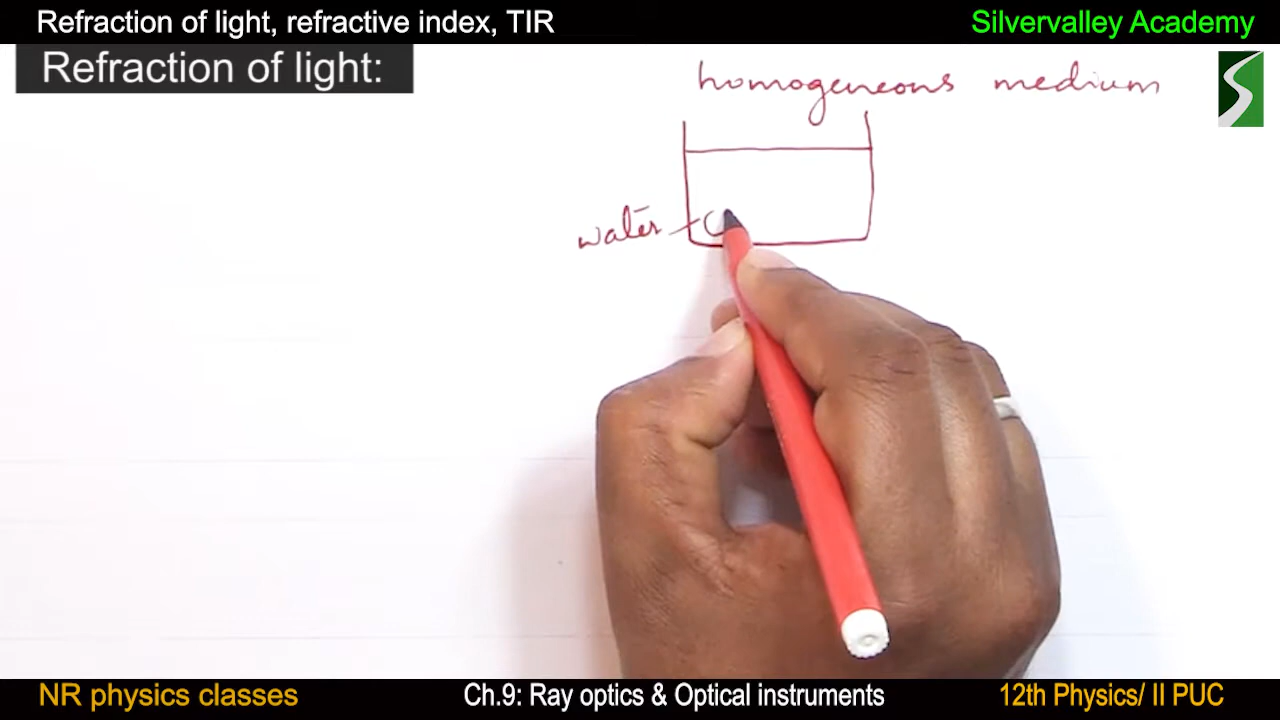 Refraction of light, refractive index, TIR
Silvervalley Academy
Refraction of light:
homogeneous medium
water
NR physics classes
Ch.9: Ray optics & Optical instruments
12th Physics/ II PUC